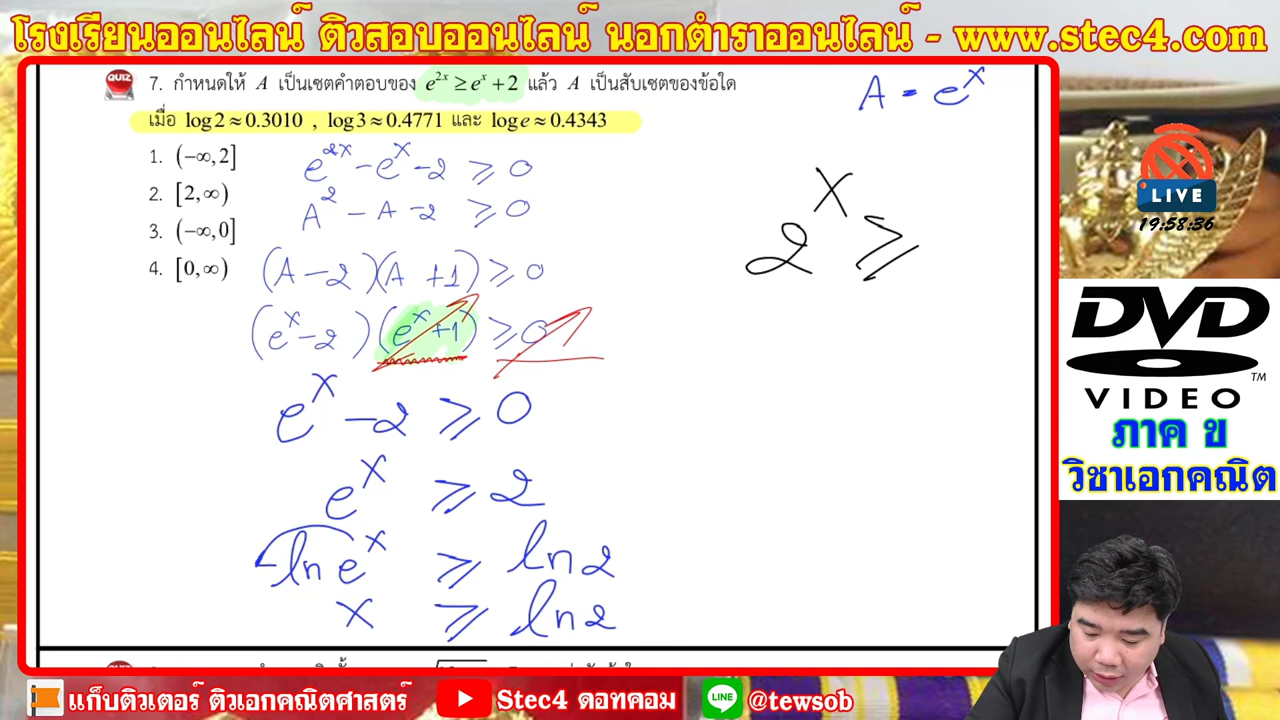 โรงเรียนออนไลน์ ติวสอบออนไลน์ นอกตำราออนไลน์ - www.stec4.com
QUIZ
7. กำหนดให้ A เป็นเซตคำตอบของ e^{2x} ≥ e^x + 2 แล้ว A เป็นสับเซตของข้อใด
เมื่อ log 2 ≈ 0.3010 , log 3 ≈ 0.4771 และ log e ≈ 0.4343
1. (−∞, 2]
2. [2, ∞)
3. (−∞, 0]
4. [0, ∞)
e^{2x} − e^x − 2 ≥ 0
A^2 − A − 2 ≥ 0
(A − 2)(A + 1) ≥ 0
(e^x − 2)(e^x + 1) ≥ 0
e^x − 2 ≥ 0
e^x ≥ 2
ln e^x ≥ ln 2
x ≥ ln 2
A = e^x
2^x ≥
LIVE
19:58:36
DVD
VIDEO
TM
ภาค ข
วิชาเอกคณิต
แก็บติวเตอร์ ติวเอกคณิตศาสตร์
Stec4 ดอทคอม
LINE
@tewsob